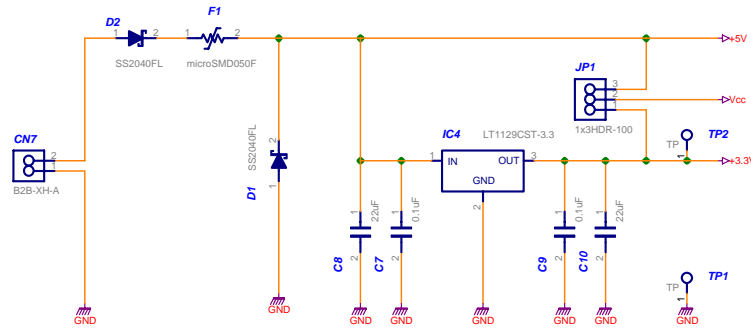 D2
1
2
SS2040FL
F1
1
2
microSMD050F
+5V
JP1
3
2
1
1x3HDR-100
Vcc
CN7
2
1
B2B-XH-A
2
SS2040FL
1
D1
IC4
LT1129CST-3.3
1
IN
OUT
3
GND
2
TP
1
TP2
+3.3V
1
22uF
2
C8
1
0.1uF
2
C7
1
0.1uF
2
C9
1
22uF
2
C10
TP
1
TP1
GND
GND
GND
GND
GND
GND
GND
GND